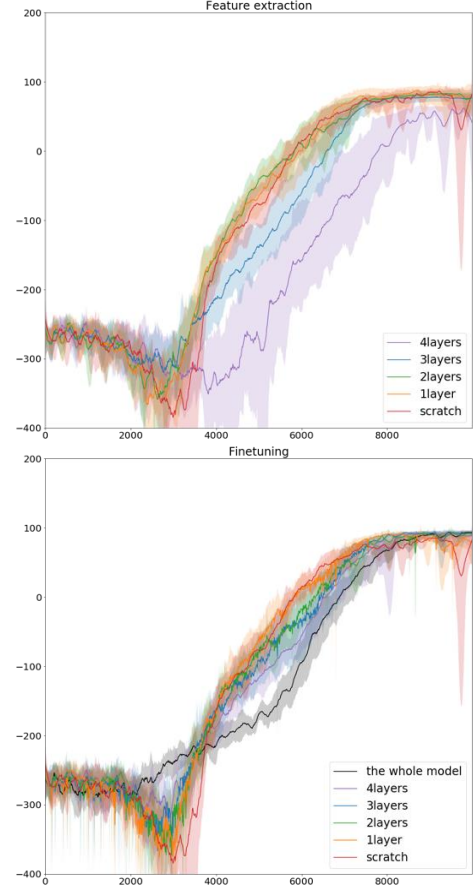 Feature extraction
200
100
0
−100
−200
−300
−400
0 2000 4000 6000 8000
4layers
3layers
2layers
1layer
scratch
Finetuning
200
100
0
−100
−200
−300
−400
0 2000 4000 6000 8000
the whole model
4layers
3layers
2layers
1layer
scratch